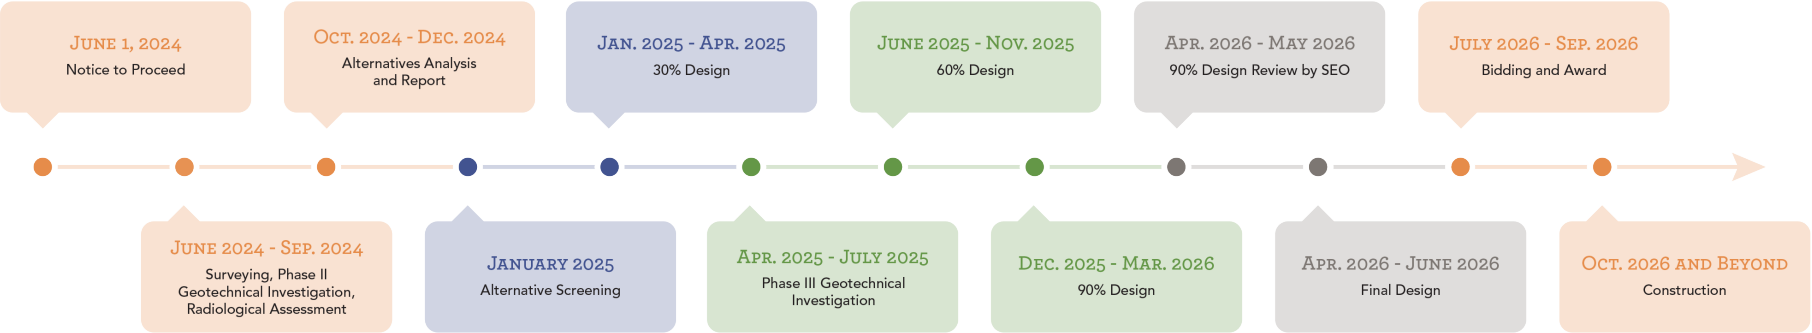 June 1, 2024
Notice to Proceed
June 2024 - Sep. 2024
Surveying, Phase II
Geotechnical Investigation,
Radiological Assessment
Oct. 2024 - Dec. 2024
Alternatives Analysis
and Report
January 2025
Alternative Screening
Jan. 2025 - Apr. 2025
30% Design
Apr. 2025 - July 2025
Phase III Geotechnical
Investigation
June 2025 - Nov. 2025
60% Design
Dec. 2025 - Mar. 2026
90% Design
Apr. 2026 - May 2026
90% Design Review by SEO
Apr. 2026 - June 2026
Final Design
July 2026 - Sep. 2026
Bidding and Award
Oct. 2026 and Beyond
Construction